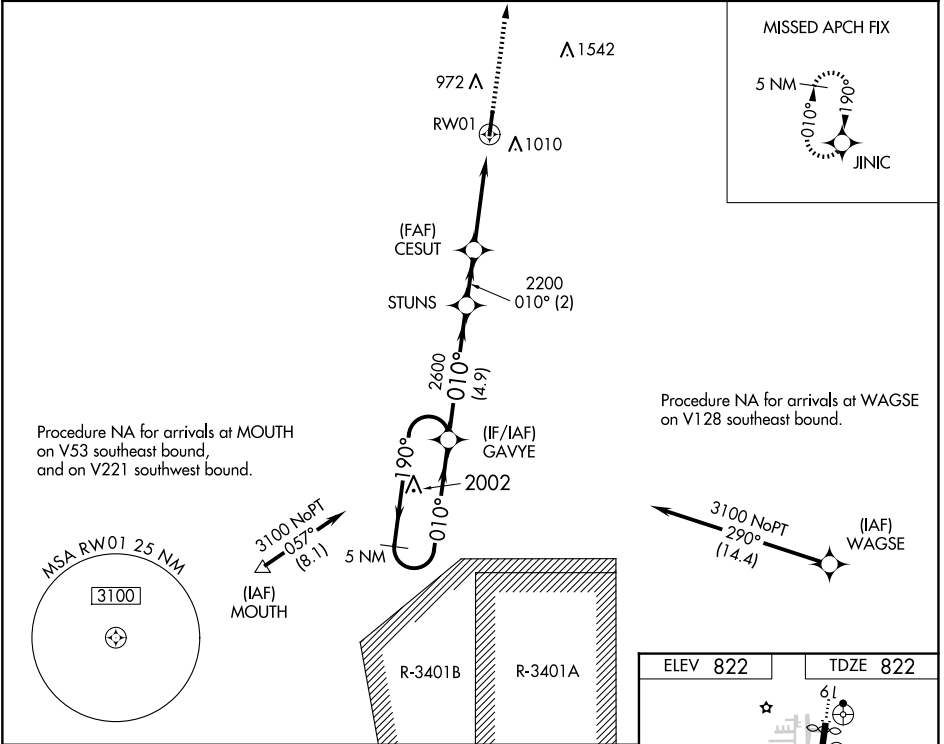 MISSED APCH FIX
5 NM
190°
010°
JINIC
1542
972
RW01
1010
(FAF)
CESUT
STUNS
2200
010° (2)
2600
010°
(4.9)
Procedure NA for arrivals at MOUTH
on V53 southeast bound,
and on V221 southwest bound.
Procedure NA for arrivals at WAGSE
on V128 southeast bound.
(IF/IAF)
GAVYE
190°
2002
010°
5 NM
3100 NoPT
057°
(8.1)
(IAF)
MOUTH
3100 NoPT
290°
(14.4)
(IAF)
WAGSE
MSA RW01 25 NM
3100
R-3401B
R-3401A
ELEV 822
TDZE 822
19